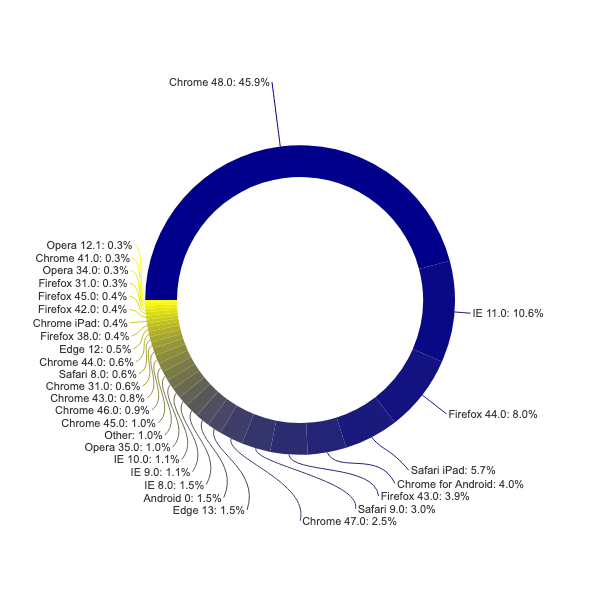 Chrome 48.0: 45.9%
IE 11.0: 10.6%
Firefox 44.0: 8.0%
Safari iPad: 5.7%
Chrome for Android: 4.0%
Firefox 43.0: 3.9%
Safari 9.0: 3.0%
Chrome 47.0: 2.5%
Edge 13: 1.5%
Android 0: 1.5%
IE 8.0: 1.5%
IE 9.0: 1.1%
IE 10.0: 1.1%
Opera 35.0: 1.0%
Other: 1.0%
Chrome 45.0: 1.0%
Chrome 46.0: 0.9%
Chrome 43.0: 0.8%
Chrome 31.0: 0.6%
Safari 8.0: 0.6%
Chrome 44.0: 0.6%
Edge 12: 0.5%
Firefox 38.0: 0.4%
Chrome iPad: 0.4%
Firefox 42.0: 0.4%
Firefox 45.0: 0.4%
Firefox 31.0: 0.3%
Opera 34.0: 0.3%
Chrome 41.0: 0.3%
Opera 12.1: 0.3%